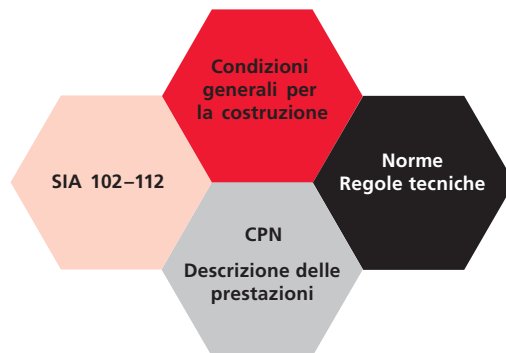 Condizioni
generali per
la costruzione
SIA 102–112
Norme
Regole tecniche
CPN
Descrizione delle
prestazioni